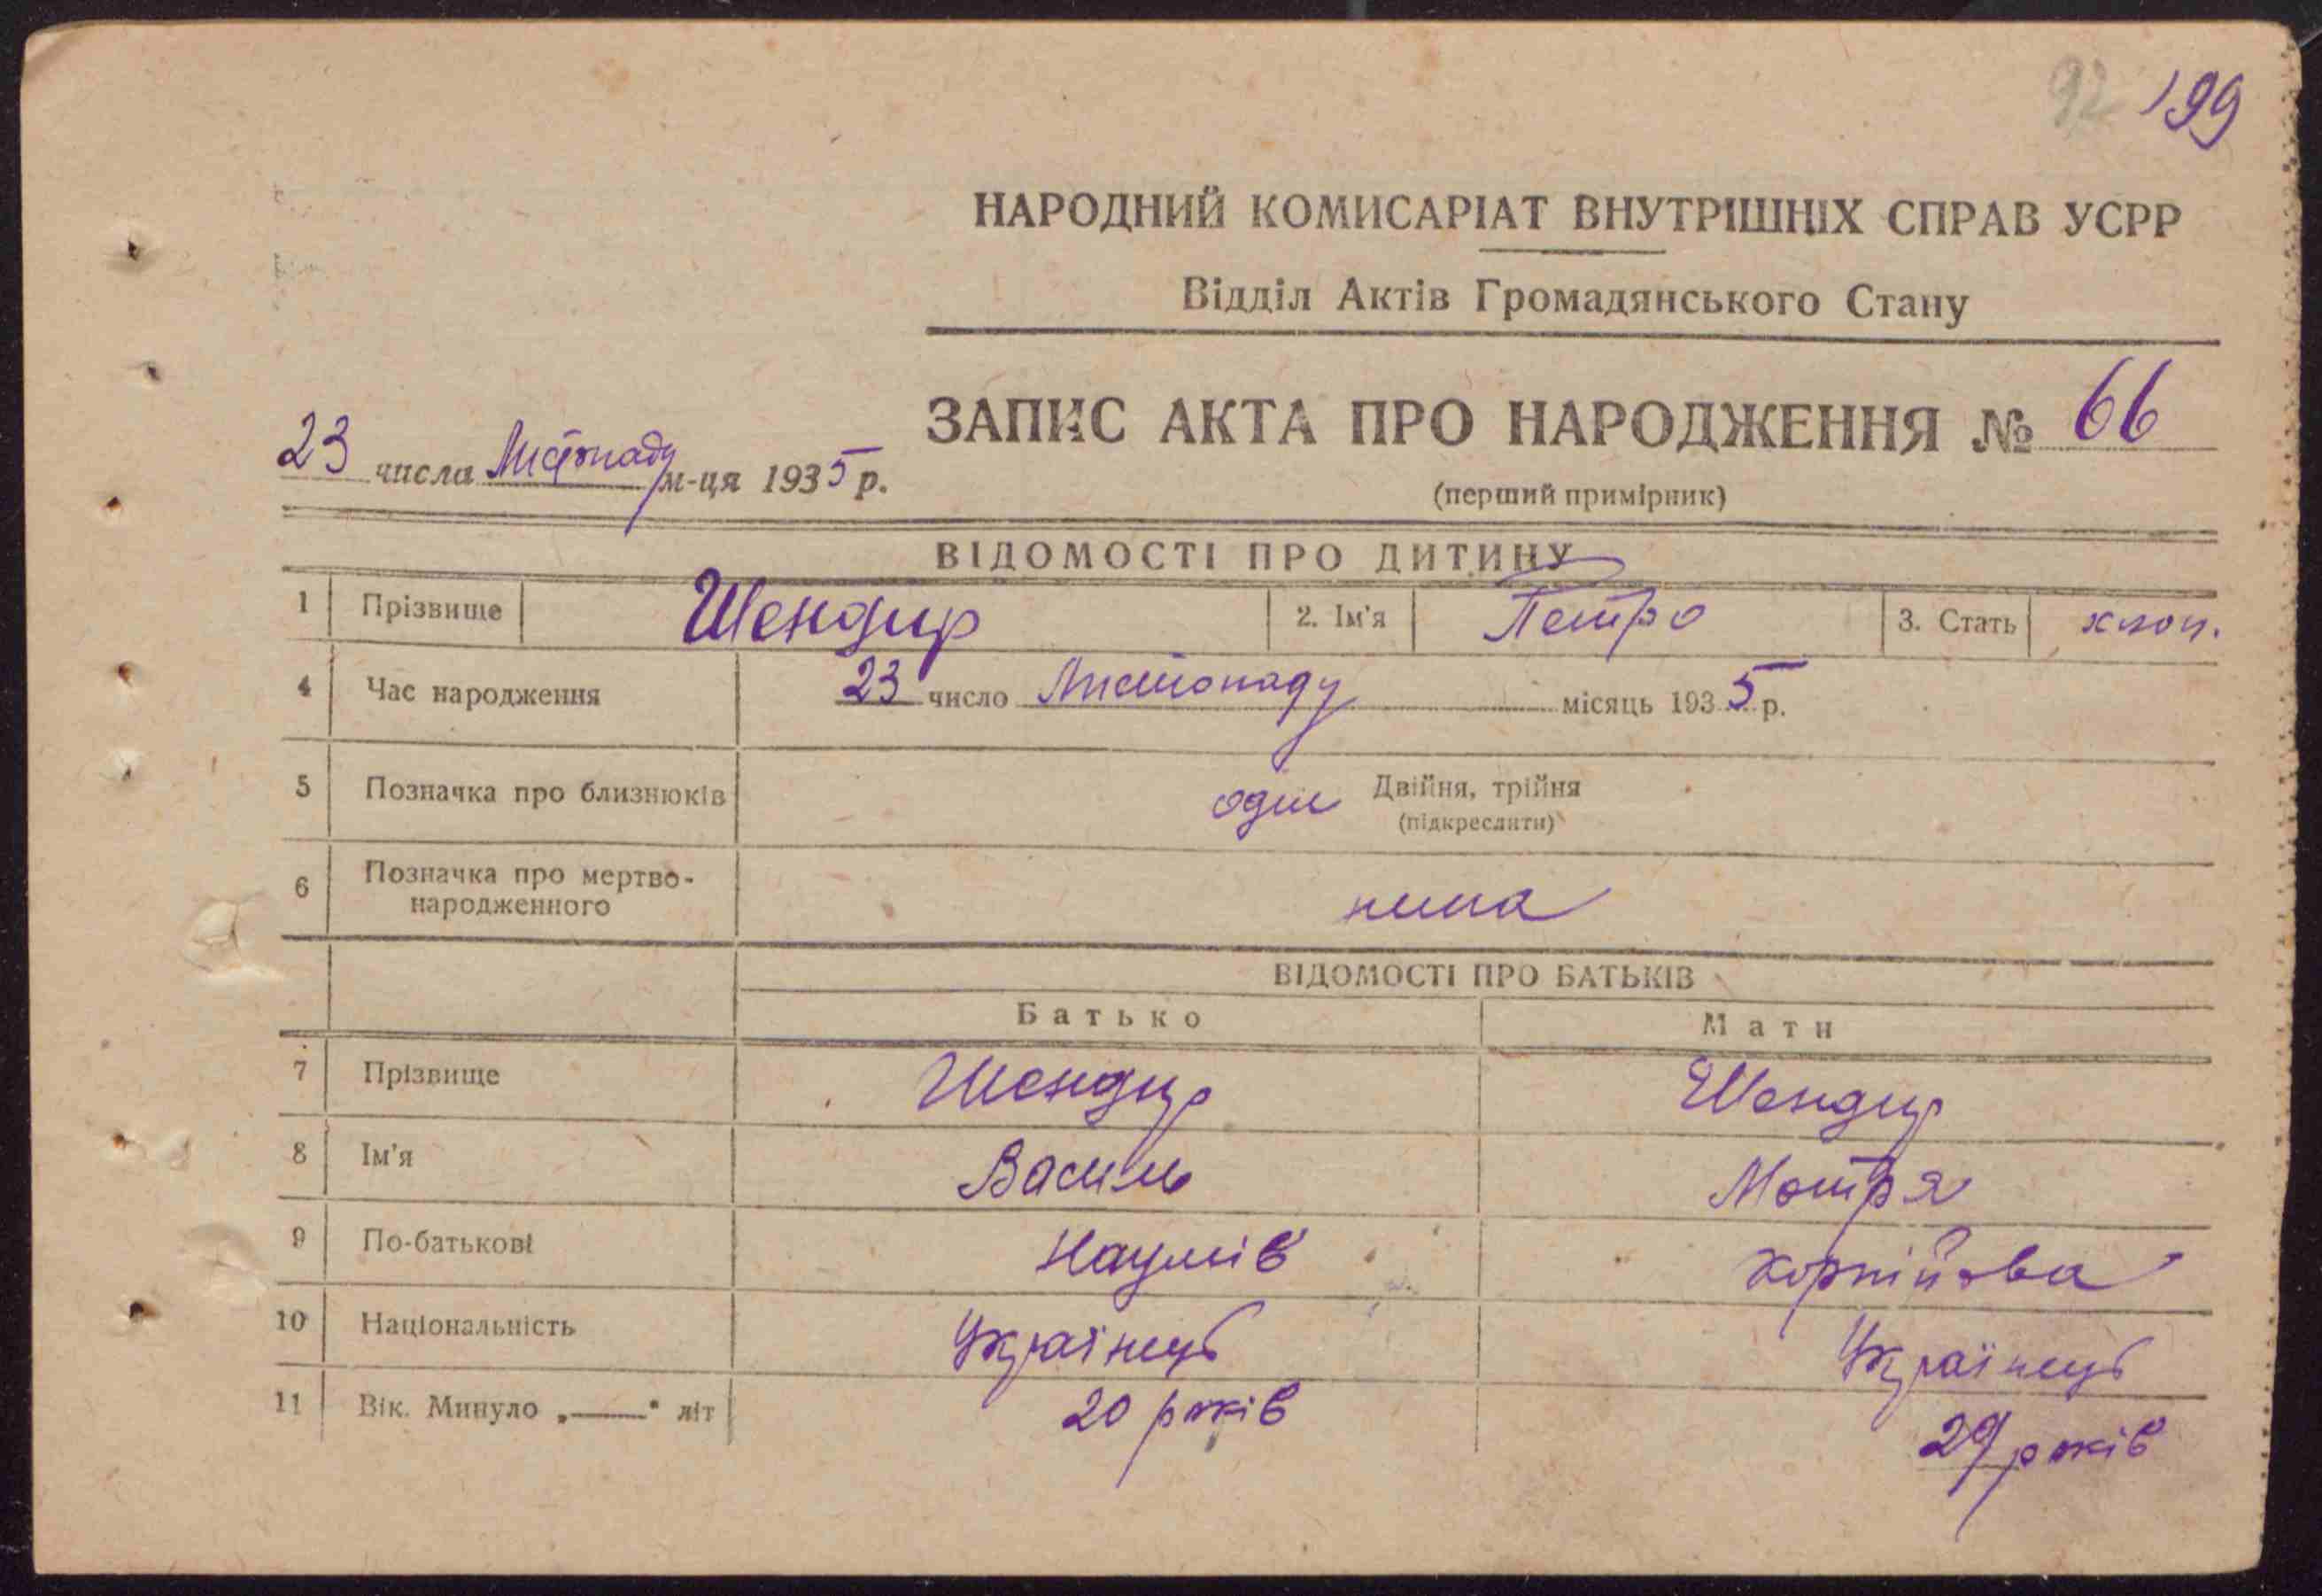 92 199
НАРОДНИЙ КОМИСАРІАТ ВНУТРІШНІХ СПРАВ УСРР
Відділ Актів Громадянського Стану
ЗАПИС АКТА ПРО НАРОДЖЕННЯ № 66
23 числа Листопаду м-ця 1935 р.
(перший примірник)
ВІДОМОСТІ ПРО ДИТИНУ
1 Прізвище Шендир 2. Ім'я Петро 3. Стать хлоп.
4 Час народження 23 число Листопаду місяць 1935 р.
5 Позначка про близнюків один Двійня, трійня
(підкреслити)
6 Позначка про мертво-
народженного нима
ВІДОМОСТІ ПРО БАТЬКІВ
Батько Мати
7 Прізвище Шендир Шендир
8 Ім'я Василь Мотря
9 По-батькові Наумів Корнійова
10 Національність Українець Українець
11 Вік. Минуло „——" літ 20 років 29 років